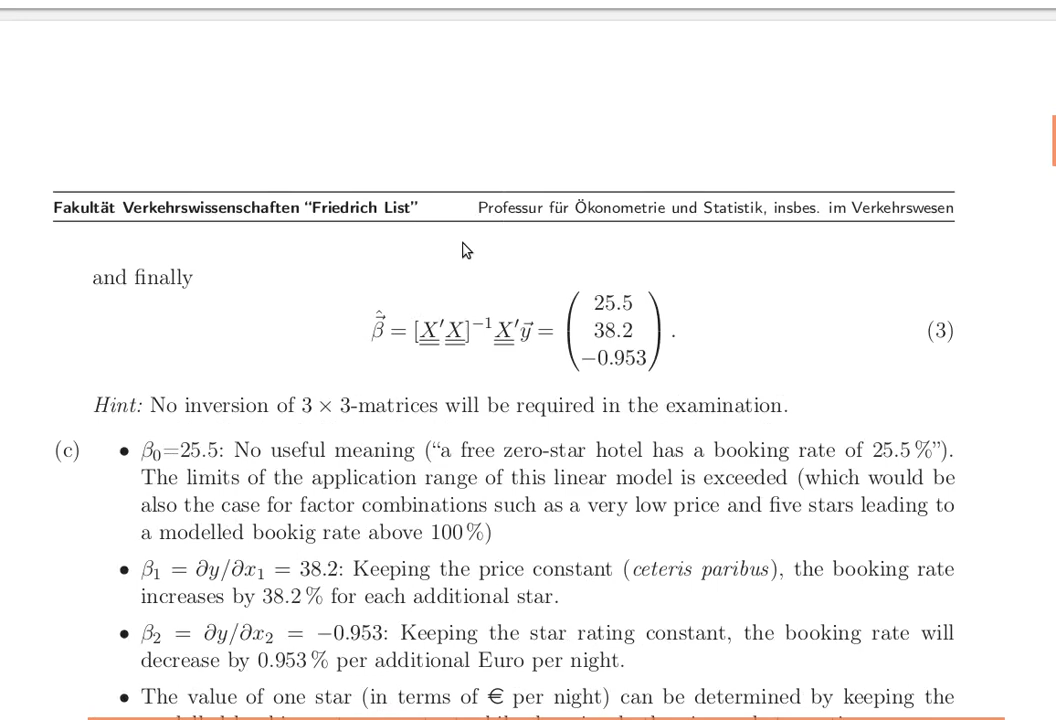 Fakultät Verkehrswissenschaften “Friedrich List” Professur für Ökonometrie und Statistik, insbes. im Verkehrswesen
and finally
\hat{\vec{β}} = [X′X]⁻¹X′y⃗ = (25.5, 38.2, −0.953). (3)
Hint: No inversion of 3 × 3-matrices will be required in the examination.
(c) • β₀=25.5: No useful meaning (“a free zero-star hotel has a booking rate of 25.5 %”).
The limits of the application range of this linear model is exceeded (which would be
also the case for factor combinations such as a very low price and five stars leading to
a modelled bookig rate above 100 %)
• β₁ = ∂y/∂x₁ = 38.2: Keeping the price constant (ceteris paribus), the booking rate
increases by 38.2 % for each additional star.
• β₂ = ∂y/∂x₂ = −0.953: Keeping the star rating constant, the booking rate will
decrease by 0.953 % per additional Euro per night.
• The value of one star (in terms of € per night) can be determined by keeping the